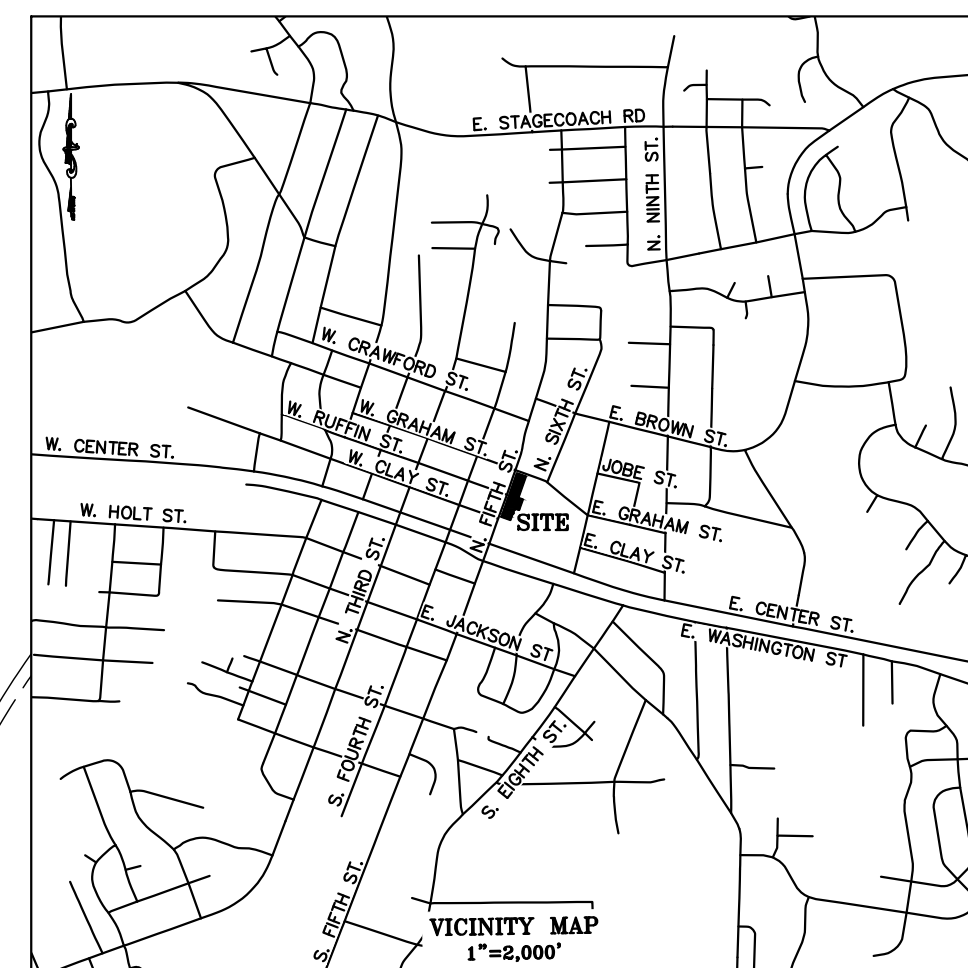 E. STAGECOACH RD
N. NINTH ST.
W. CRAWFORD ST.
N. SIXTH ST.
W. GRAHAM ST.
W. RUFFIN ST.
E. BROWN ST.
W. CENTER ST.
W. CLAY ST.
N. FIFTH ST.
JOBE ST.
W. HOLT ST.
SITE
E. GRAHAM ST.
E. CLAY ST.
N. THIRD ST.
E. JACKSON ST
E. CENTER ST.
E. WASHINGTON ST
S. FOURTH ST.
S. EIGHTH ST.
S. FIFTH ST.
VICINITY MAP
1"=2,000'